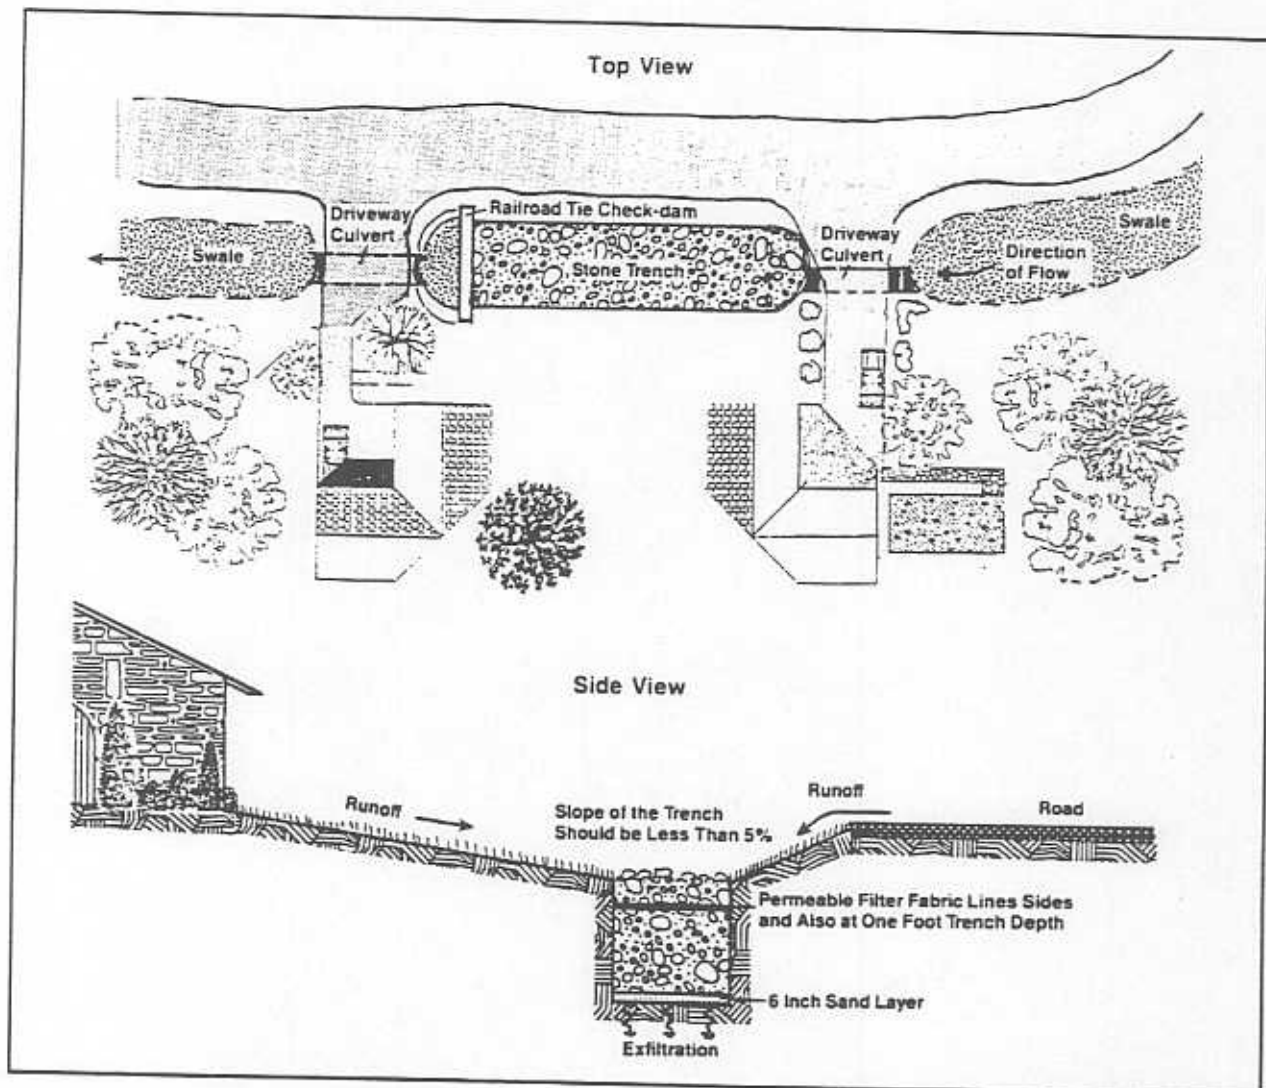 Top View
Railroad Tie Check-dam
Driveway
Culvert
Swale
Stone Trench
Driveway
Culvert
Swale
Direction
of Flow
Side View
Runoff
Slope of the Trench
Should be Less Than 5%
Runoff
Road
Permeable Filter Fabric Lines Sides
and Also at One Foot Trench Depth
6 Inch Sand Layer
Exfiltration